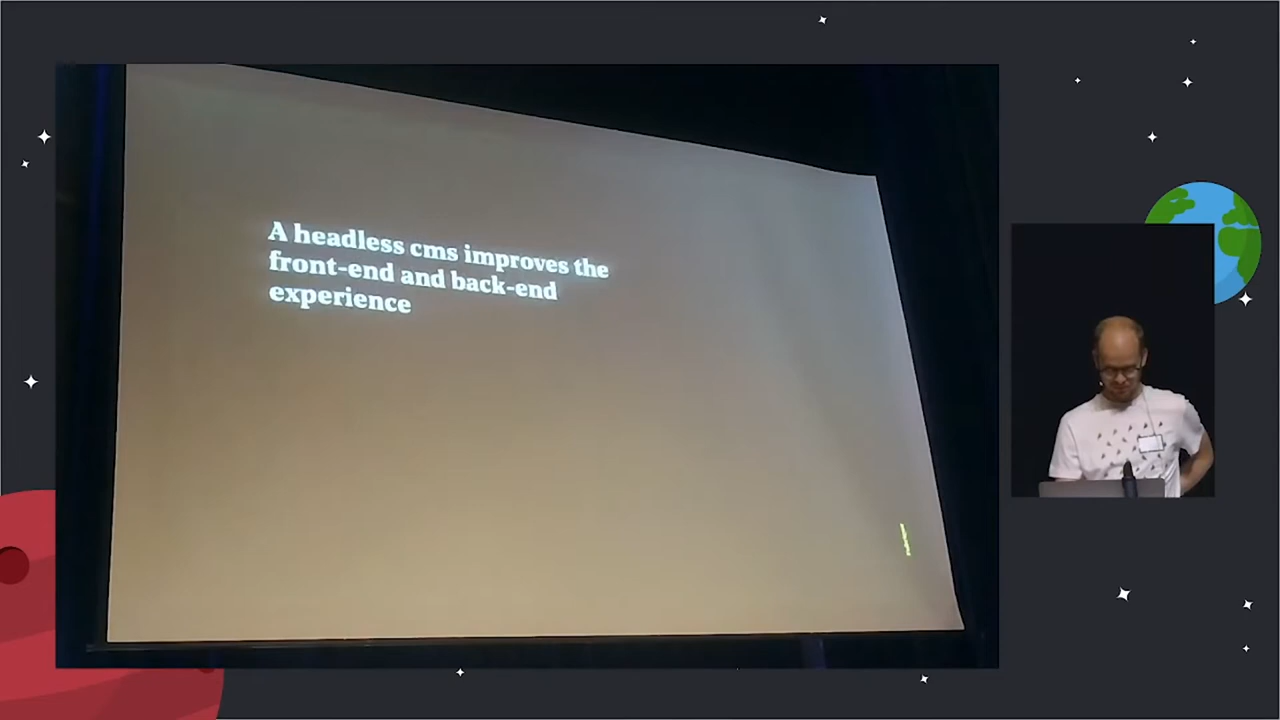 A headless cms improves the
front-end and back-end
experience